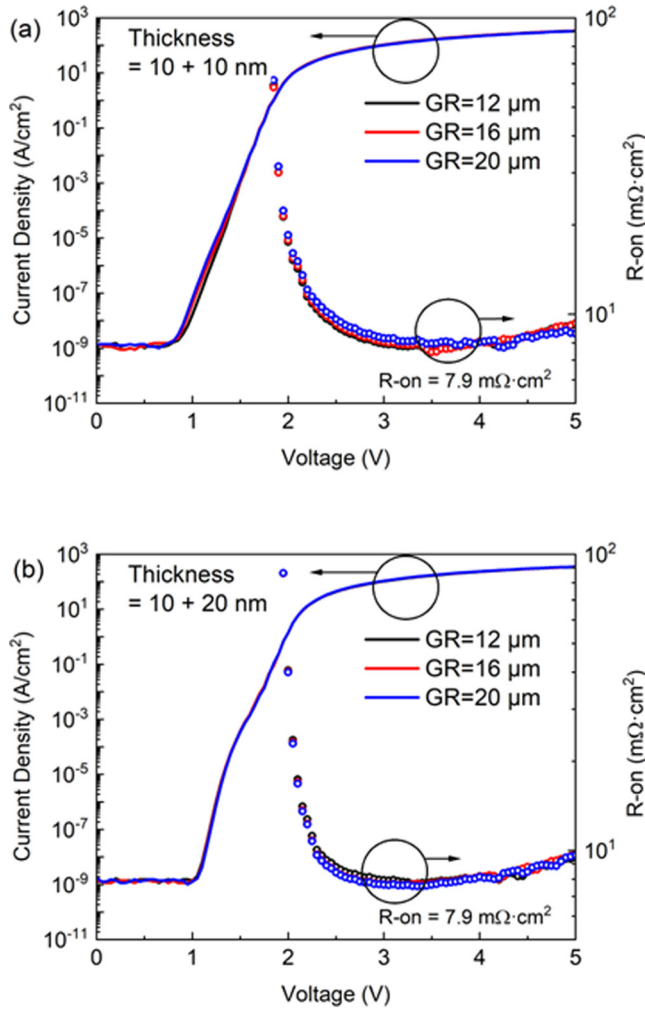 (a)
Thickness
= 10 + 10 nm
GR=12 μm
GR=16 μm
GR=20 μm
R-on = 7.9 mΩ·cm²
Current Density (A/cm²)
10³
10¹
10⁻¹
10⁻³
10⁻⁵
10⁻⁷
10⁻⁹
10⁻¹¹
R-on (mΩ·cm²)
10²
10¹
0 1 2 3 4 5
Voltage (V)
(b)
Thickness
= 10 + 20 nm
GR=12 μm
GR=16 μm
GR=20 μm
R-on = 7.9 mΩ·cm²
Current Density (A/cm²)
10³
10¹
10⁻¹
10⁻³
10⁻⁵
10⁻⁷
10⁻⁹
10⁻¹¹
R-on (mΩ·cm²)
10²
10¹
0 1 2 3 4 5
Voltage (V)